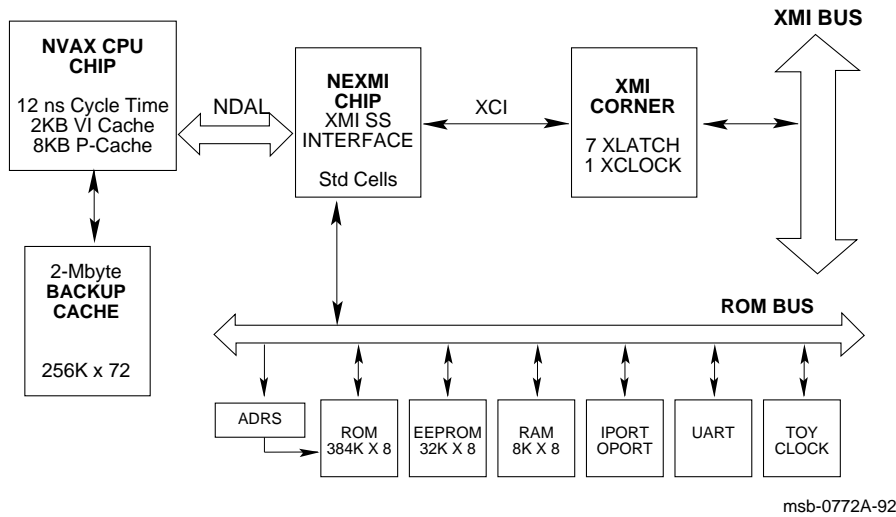 XMI BUS
NVAX CPU
CHIP
12 ns Cycle Time
2KB VI Cache
8KB P-Cache
NDAL
NEXMI
CHIP
XMI SS
INTERFACE
Std Cells
XCI
XMI
CORNER
7 XLATCH
1 XCLOCK
2-Mbyte
BACKUP
CACHE
256K x 72
ROM BUS
ADRS
ROM
384K X 8
EEPROM
32K X 8
RAM
8K X 8
IPORT
OPORT
UART
TOY
CLOCK
msb-0772A-92